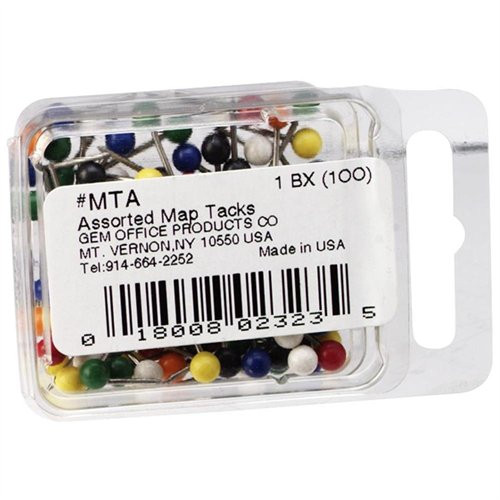 #MTA 1 BX (100)
Assorted Map Tacks
GEM OFFICE PRODUCTS CO
MT. VERNON,NY 10550 USA
Tel:914-664-2252 Made in USA
0 18008 02323 5